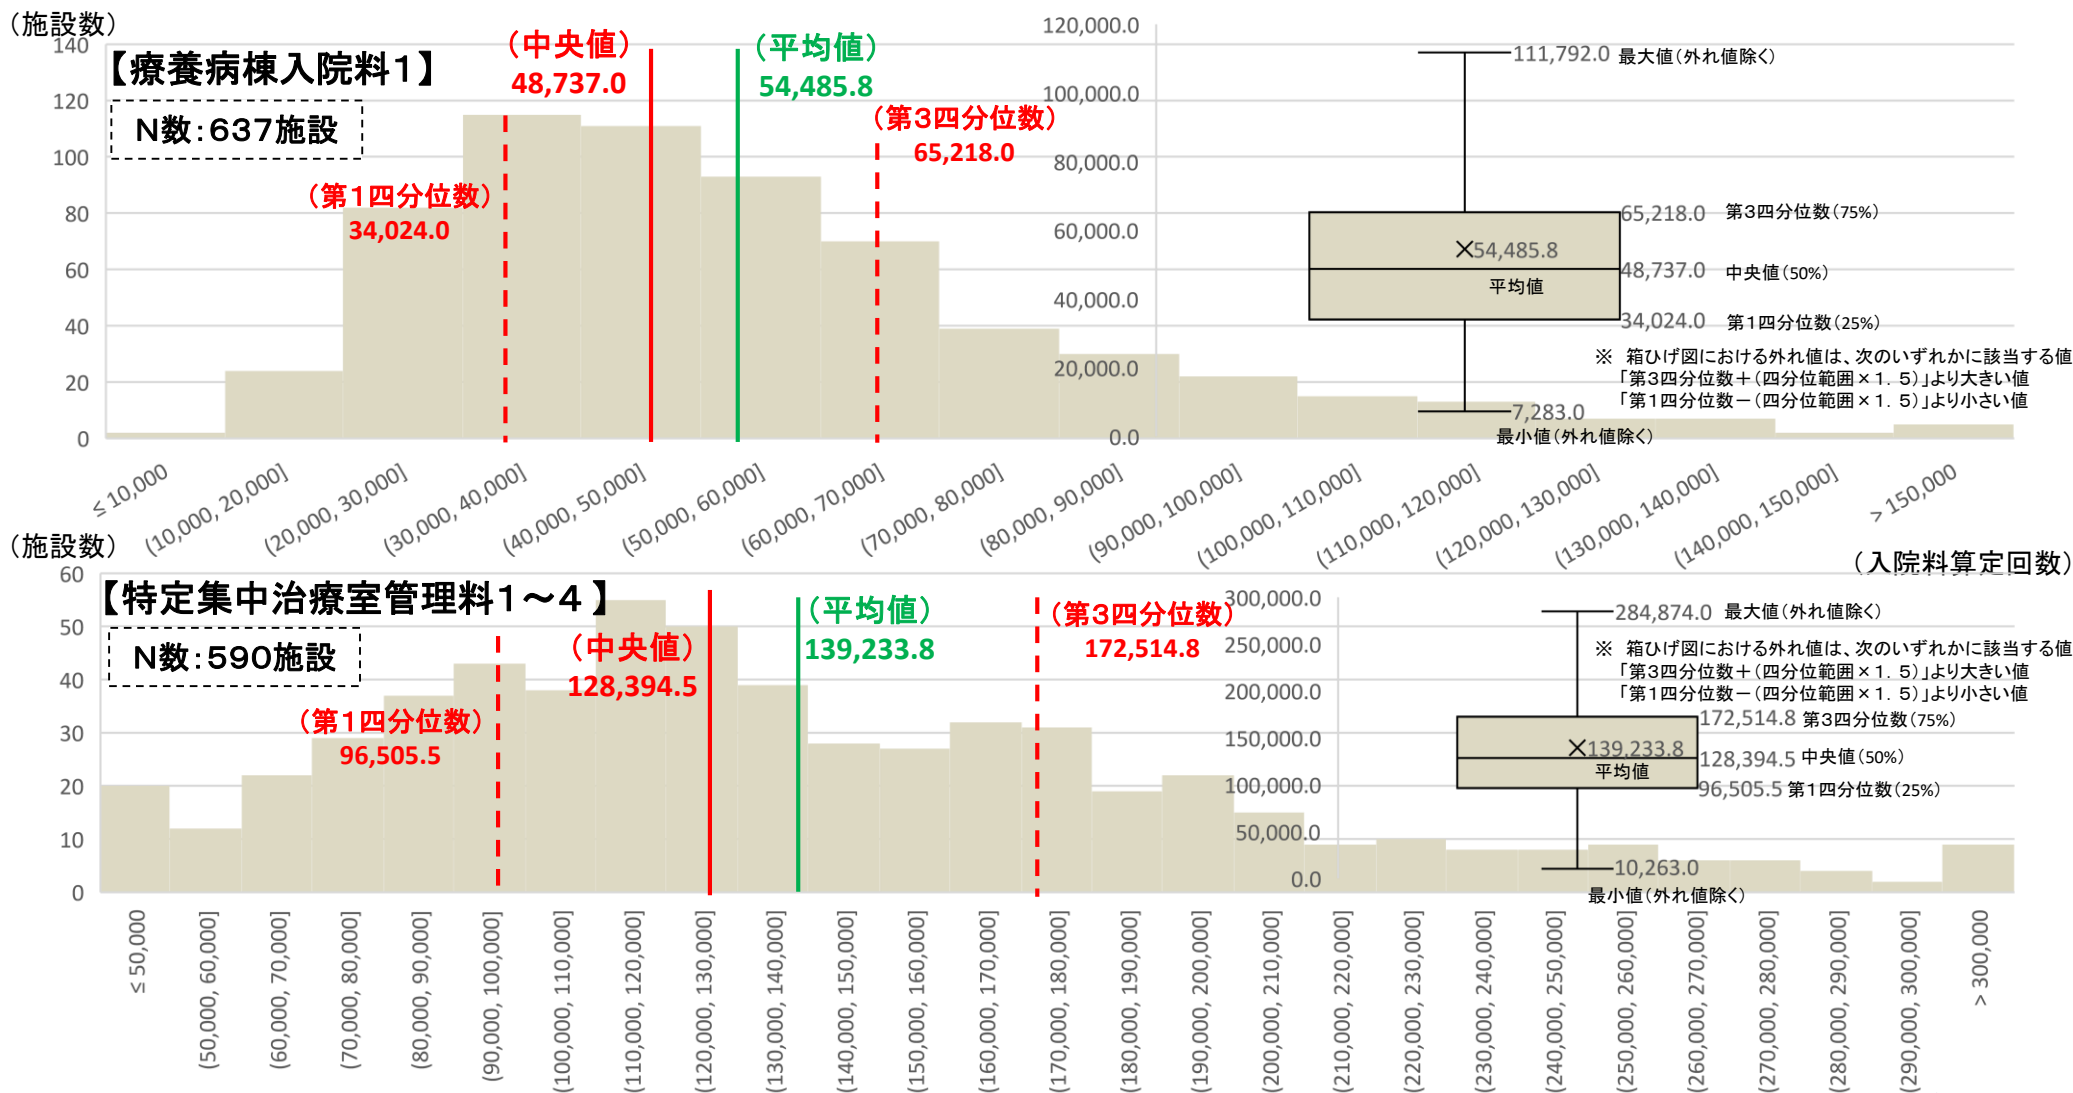 （施設数）
【療養病棟入院料１】
Ｎ数：６３７施設
140
120
100
80
60
40
20
0
（第１四分位数）
34,024.0
（中央値）
48,737.0
（平均値）
54,485.8
（第３四分位数）
65,218.0
120,000.0
100,000.0
80,000.0
60,000.0
40,000.0
20,000.0
0.0
111,792.0 最大値（外れ値除く）
65,218.0 第３四分位数（75%）
54,485.8
平均値
48,737.0 中央値（50%）
34,024.0 第１四分位数（25%）
※　箱ひげ図における外れ値は、次のいずれかに該当する値
「第３四分位数＋（四分位範囲×１．５）」より大きい値
「第１四分位数－（四分位範囲×１．５）」より小さい値
7,283.0
最小値（外れ値除く）
≤ 10,000
(10,000, 20,000]
(20,000, 30,000]
(30,000, 40,000]
(40,000, 50,000]
(50,000, 60,000]
(60,000, 70,000]
(70,000, 80,000]
(80,000, 90,000]
(90,000, 100,000]
(100,000, 110,000]
(110,000, 120,000]
(120,000, 130,000]
(130,000, 140,000]
(140,000, 150,000]
> 150,000
（入院料算定回数）
（施設数）
【特定集中治療室管理料１～４】
Ｎ数：５９０施設
60
50
40
30
20
10
0
（第１四分位数）
96,505.5
（中央値）
128,394.5
（平均値）
139,233.8
（第３四分位数）
172,514.8
300,000.0
250,000.0
200,000.0
150,000.0
100,000.0
50,000.0
0.0
284,874.0 最大値（外れ値除く）
※　箱ひげ図における外れ値は、次のいずれかに該当する値
「第３四分位数＋（四分位範囲×１．５）」より大きい値
「第１四分位数－（四分位範囲×１．５）」より小さい値
172,514.8 第３四分位数（75%）
139,233.8
平均値
128,394.5 中央値（50%）
96,505.5 第１四分位数（25%）
10,263.0
最小値（外れ値除く）
≤ 50,000
(50,000, 60,000]
(60,000, 70,000]
(70,000, 80,000]
(80,000, 90,000]
(90,000, 100,000]
(100,000, 110,000]
(110,000, 120,000]
(120,000, 130,000]
(130,000, 140,000]
(140,000, 150,000]
(150,000, 160,000]
(160,000, 170,000]
(170,000, 180,000]
(180,000, 190,000]
(190,000, 200,000]
(200,000, 210,000]
(210,000, 220,000]
(220,000, 230,000]
(230,000, 240,000]
(240,000, 250,000]
(250,000, 260,000]
(260,000, 270,000]
(270,000, 280,000]
(280,000, 290,000]
(290,000, 300,000]
> 300,000